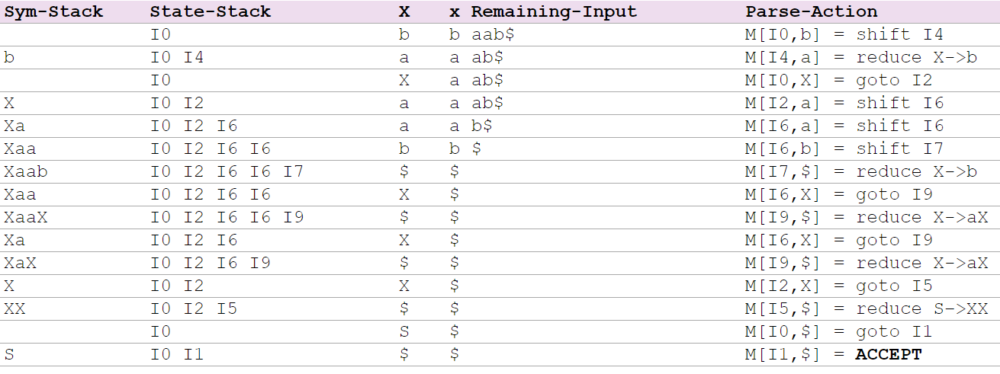 Sym-Stack State-Stack X x Remaining-Input Parse-Action
I0 b b aab$ M[I0,b] = shift I4
b I0 I4 a a ab$ M[I4,a] = reduce X->b
I0 X a ab$ M[I0,X] = goto I2
X I0 I2 a a ab$ M[I2,a] = shift I6
Xa I0 I2 I6 a a b$ M[I6,a] = shift I6
Xaa I0 I2 I6 I6 b b $ M[I6,b] = shift I7
Xaab I0 I2 I6 I6 I7 $ $ M[I7,$] = reduce X->b
Xaa I0 I2 I6 I6 X $ M[I6,X] = goto I9
XaaX I0 I2 I6 I6 I9 $ $ M[I9,$] = reduce X->aX
Xa I0 I2 I6 X $ M[I6,X] = goto I9
XaX I0 I2 I6 I9 $ $ M[I9,$] = reduce X->aX
X I0 I2 X $ M[I2,X] = goto I5
XX I0 I2 I5 $ $ M[I5,$] = reduce S->XX
I0 S $ M[I0,$] = goto I1
S I0 I1 $ $ M[I1,$] = ACCEPT